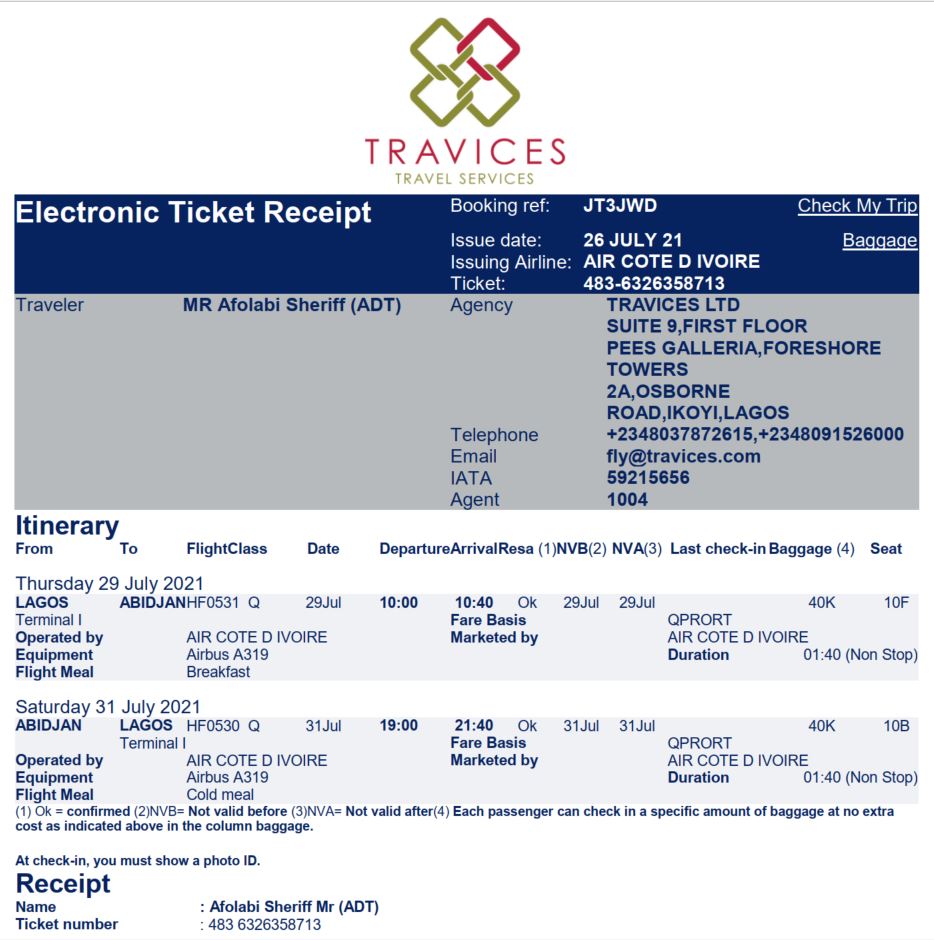 TRAVICES
TRAVEL SERVICES
Electronic Ticket Receipt
Booking ref: JT3JWD Check My Trip
Issue date: 26 JULY 21 Baggage
Issuing Airline: AIR COTE D IVOIRE
Ticket: 483-6326358713
Traveler MR Afolabi Sheriff (ADT) Agency TRAVICES LTD
SUITE 9,FIRST FLOOR
PEES GALLERIA,FORESHORE
TOWERS
2A,OSBORNE
ROAD,IKOYI,LAGOS
Telephone +2348037872615,+2348091526000
Email fly@travices.com
IATA 59215656
Agent 1004
Itinerary
From To FlightClass Date DepartureArrivalResa (1)NVB(2) NVA(3) Last check-in Baggage (4) Seat
Thursday 29 July 2021
LAGOS ABIDJANHF0531 Q 29Jul 10:00 10:40 Ok 29Jul 29Jul 40K 10F
Terminal I Fare Basis QPRORT
Operated by AIR COTE D IVOIRE Marketed by AIR COTE D IVOIRE
Equipment Airbus A319 Duration 01:40 (Non Stop)
Flight Meal Breakfast
Saturday 31 July 2021
ABIDJAN LAGOS HF0530 Q 31Jul 19:00 21:40 Ok 31Jul 31Jul 40K 10B
Terminal I Fare Basis QPRORT
Operated by AIR COTE D IVOIRE Marketed by AIR COTE D IVOIRE
Equipment Airbus A319 Duration 01:40 (Non Stop)
Flight Meal Cold meal
(1) Ok = confirmed (2)NVB= Not valid before (3)NVA= Not valid after(4) Each passenger can check in a specific amount of baggage at no extra
cost as indicated above in the column baggage.
At check-in, you must show a photo ID.
Receipt
Name : Afolabi Sheriff Mr (ADT)
Ticket number : 483 6326358713